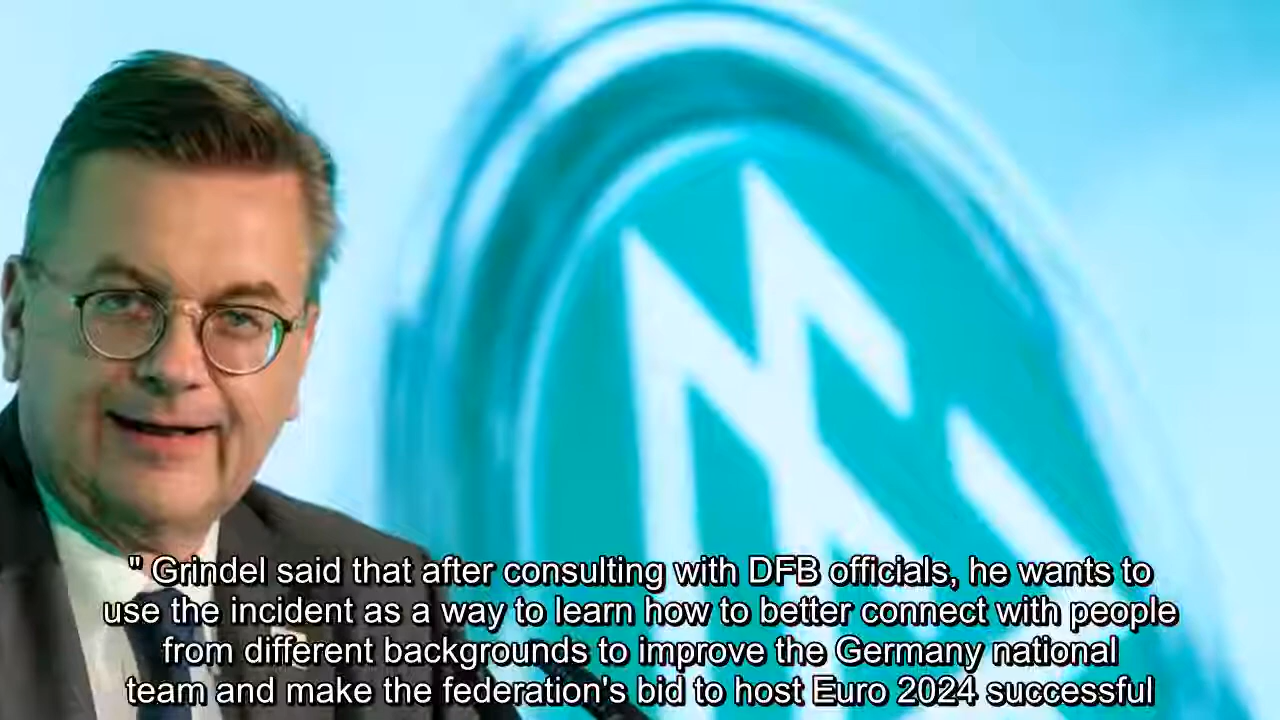 " Grindel said that after consulting with DFB officials, he wants to
use the incident as a way to learn how to better connect with people
from different backgrounds to improve the Germany national
team and make the federation's bid to host Euro 2024 successful